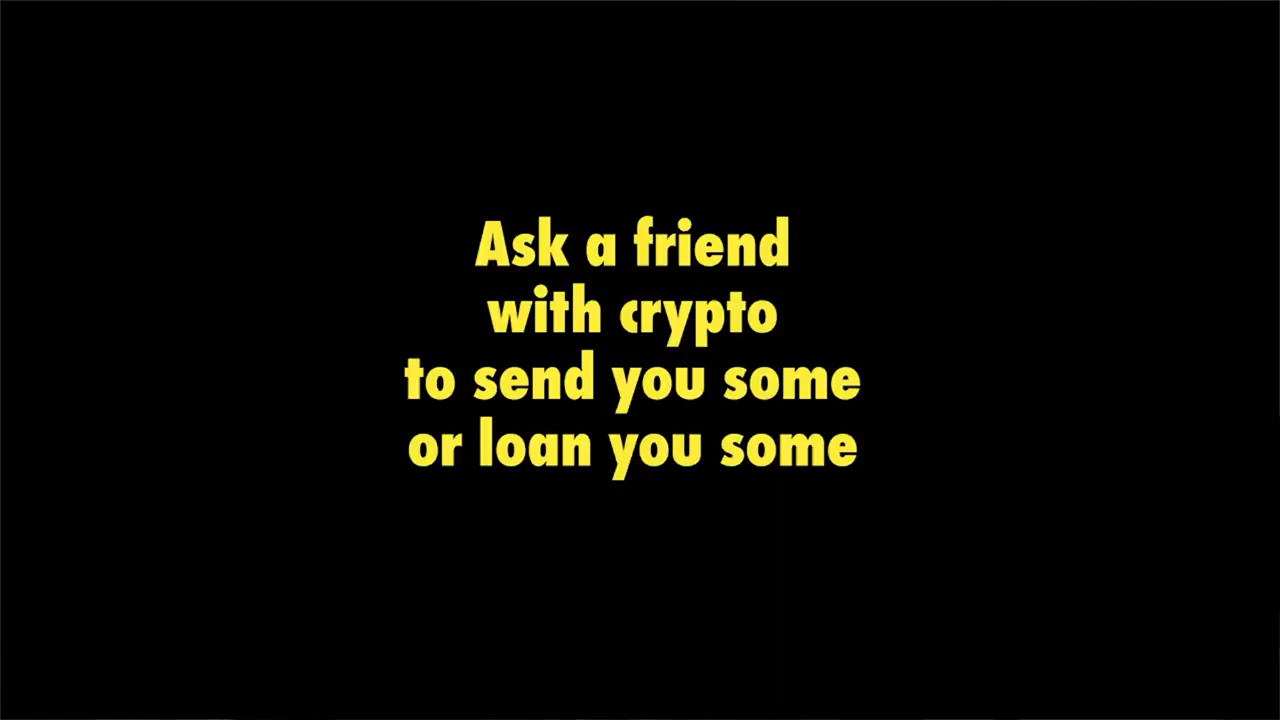 Ask a friend
with crypto
to send you some
or loan you some